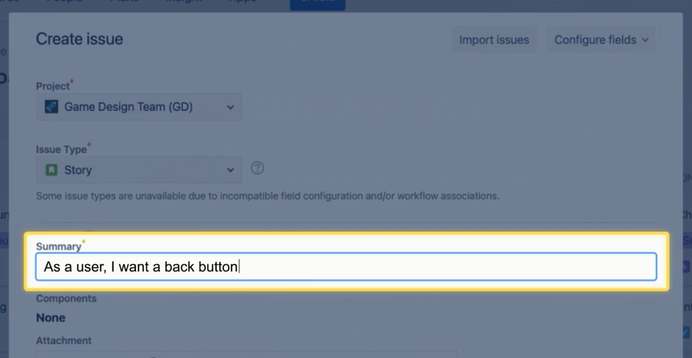 Create issue
Import issues
Configure fields
Project*
Game Design Team (GD)
Issue Type*
Story
Some issue types are unavailable due to incompatible field configuration and/or workflow associations.
Summary*
As a user, I want a back button
Components
None
Attachment